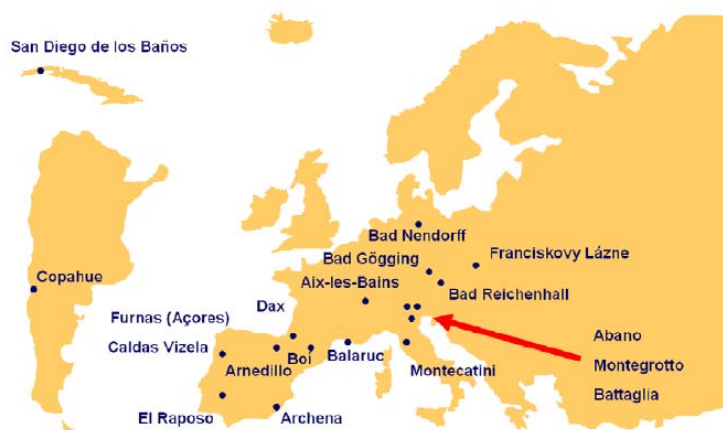 San Diego de los Baños
Bad Nendorff
Bad Gögging
Franciskovy Lázne
Copahue
Aix-les-Bains
Bad Reichenhall
Dax
Furnas (Açores)
Abano
Caldas Vizela
Boi
Balaruc
Arnedillo
Montecatini
Montegrotto
Battaglia
El Raposo
Archena